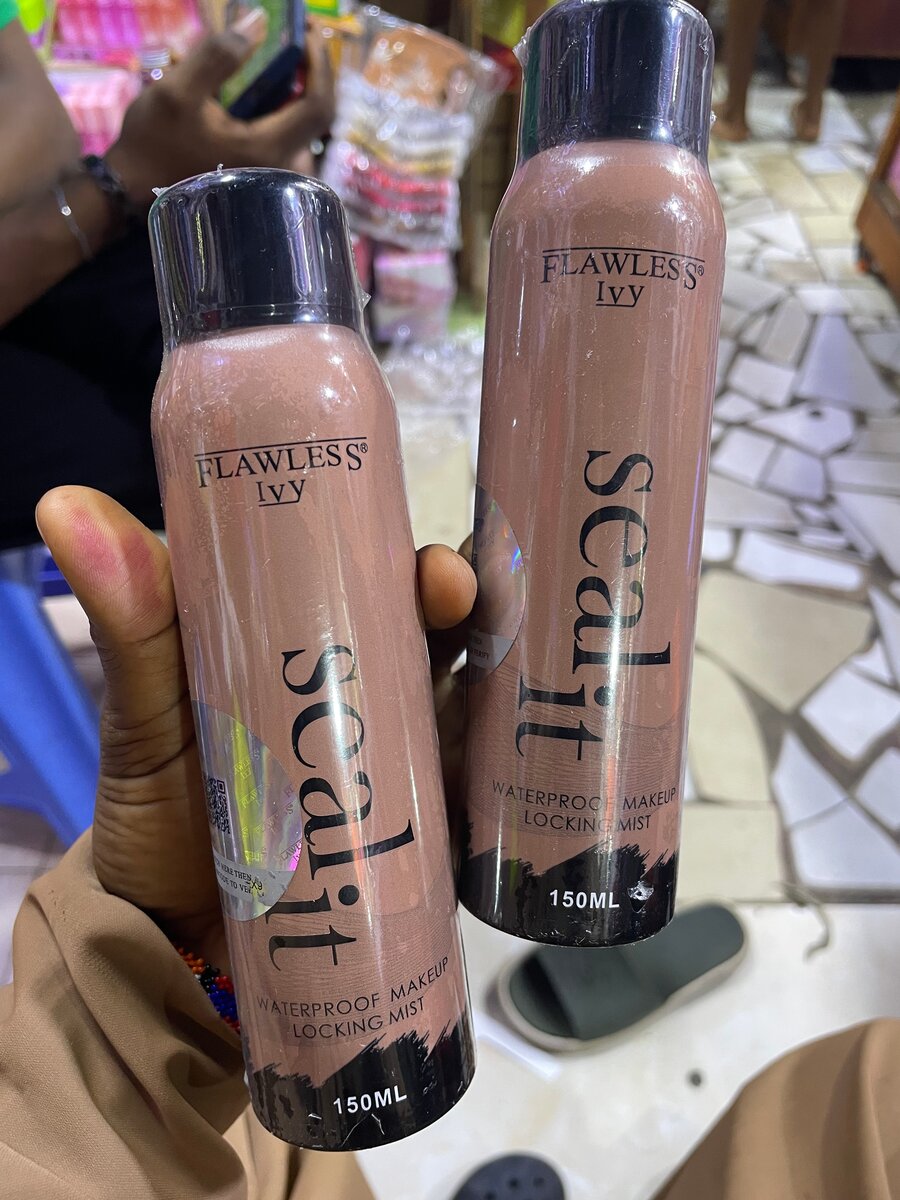 FLAWLESS®
Ivy
seal it
WATERPROOF MAKEUP
LOCKING MIST
150ML
FLAWLESS®
Ivy
seal it
WATERPROOF MAKEUP
LOCKING MIST
150ML